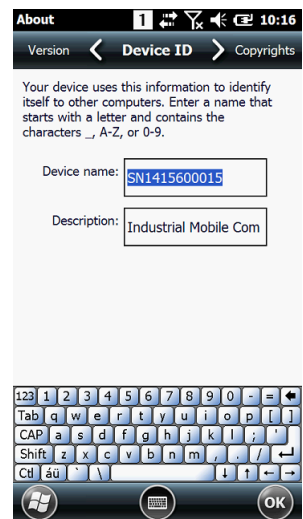 About 1 10:16
Version Device ID Copyrights
Your device uses this information to identify
itself to other computers. Enter a name that
starts with a letter and contains the
characters _, A-Z, or 0-9.
Device name: SN1415600015
Description: Industrial Mobile Com
123 1 2 3 4 5 6 7 8 9 0 - =
Tab q w e r t y u i o p [ ]
CAP a s d f g h j k l ; '
Shift z x c v b n m , . /
Ctl áü ` \
OK